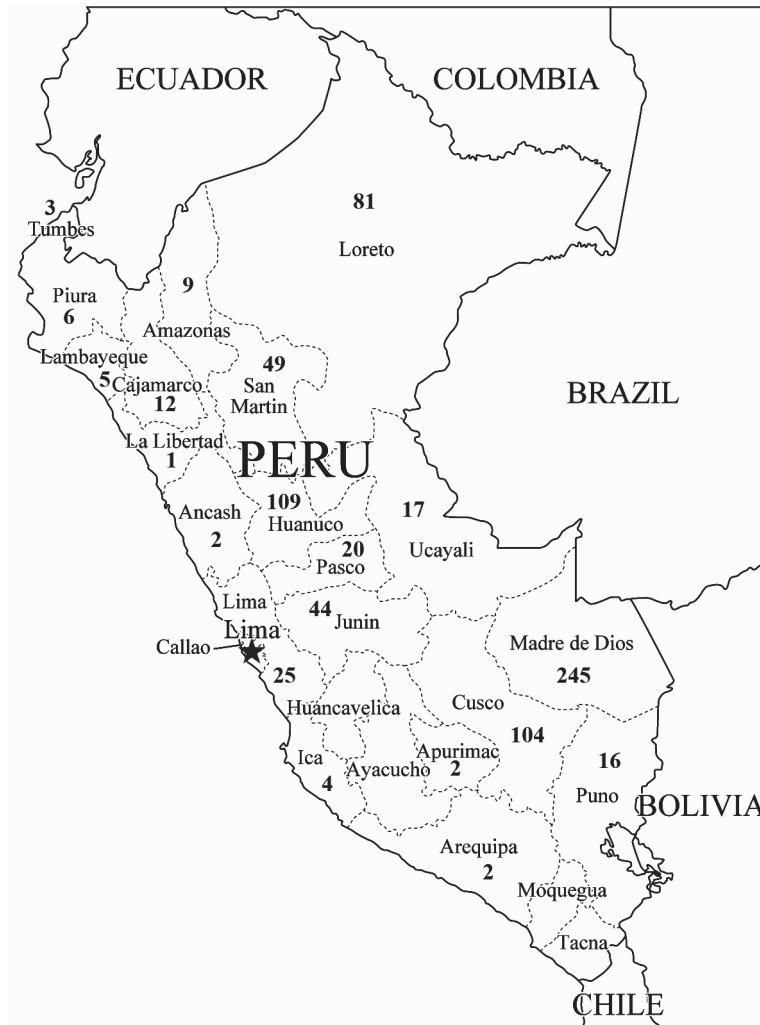 ECUADOR
COLOMBIA
3
Tumbes
81
Loreto
9
Piura
6
Amazonas
Lambayeque
5
Cajamarco
12
49
San
Martin
BRAZIL
La Libertad
1
PERU
Ancash
2
109
Huanuco
17
Ucayali
20
Pasco
Lima
Lima
Callao
44
Junin
25
Madre de Dios
245
Huancavelica
Cusco
104
Ica
4
Ayacucho
Apurimac
2
16
Puno
BOLIVIA
Arequipa
2
Moquegua
Tacna
CHILE